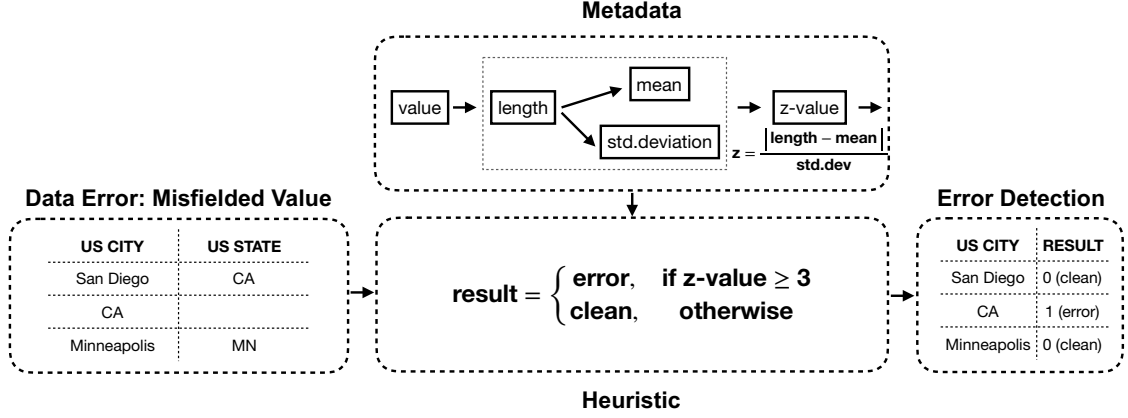 Metadata
value
length
mean
std.deviation
z-value
z = |length − mean| / std.dev
Data Error: Misfielded Value
US CITY US STATE
San Diego CA
CA
Minneapolis MN
result = { error, if z-value ≥ 3
clean, otherwise
Heuristic
Error Detection
US CITY RESULT
San Diego 0 (clean)
CA 1 (error)
Minneapolis 0 (clean)